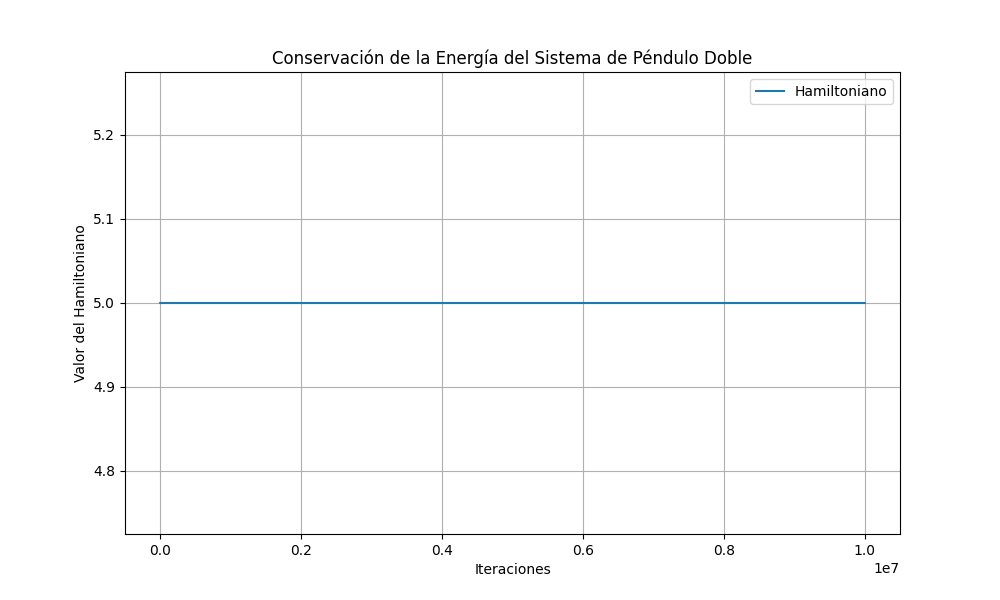 Conservación de la Energía del Sistema de Péndulo Doble
Hamiltoniano
Valor del Hamiltoniano
5.2
5.1
5.0
4.9
4.8
0.0 0.2 0.4 0.6 0.8 1.0
1e7
Iteraciones